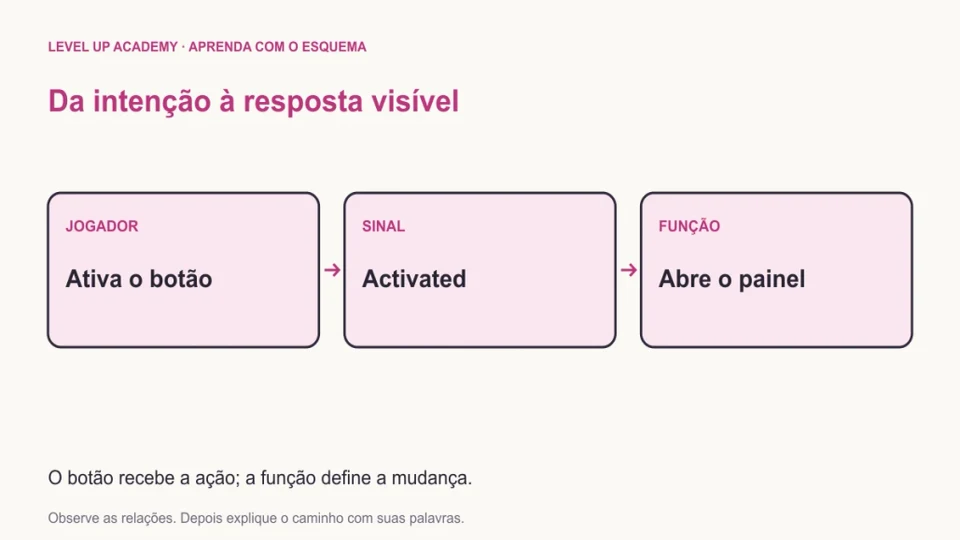 LEVEL UP ACADEMY · APRENDA COM O ESQUEMA
Da intenção à resposta visível
JOGADOR
Ativa o botão
→
SINAL
Activated
→
FUNÇÃO
Abre o painel
O botão recebe a ação; a função define a mudança.
Observe as relações. Depois explique o caminho com suas palavras.